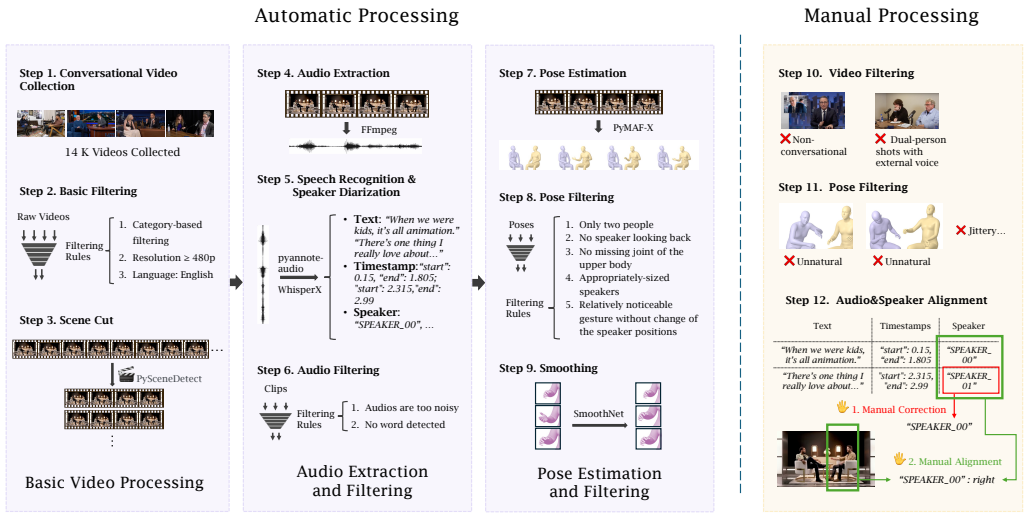 Automatic Processing
Manual Processing
Step 1. Conversational Video
Collection
14 K Videos Collected
Step 2. Basic Filtering
Raw Videos
Filtering
Rules
1. Category-based
filtering
2. Resolution ≥ 480p
3. Language: English
Step 3. Scene Cut
...
PySceneDetect
⋮
Basic Video Processing
Step 4. Audio Extraction
FFmpeg
Step 5. Speech Recognition &
Speaker Diarization
pyannote-
audio
WhisperX
• Text: “When we were
kids, it’s all animation.”
“There’s one thing I
really love about…”
• Timestamp:“start”:
0.15, “end”: 1.805;
"start": 2.315,"end":
2.99
• Speaker:
“SPEAKER_00”, …
Step 6. Audio Filtering
Clips
Filtering
Rules
1. Audios are too noisy
2. No word detected
Audio Extraction
and Filtering
Step 7. Pose Estimation
PyMAF-X
Step 8. Pose Filtering
Poses
Filtering
Rules
1. Only two people
2. No speaker looking back
3. No missing joint of the
upper body
4. Appropriately-sized
speakers
5. Relatively noticeable
gesture without change of
the speaker positions
Step 9. Smoothing
SmoothNet
Pose Estimation
and Filtering
Step 10. Video Filtering
Non-
conversational
Dual-person
shots with
external voice
Step 11. Pose Filtering
Unnatural
Unnatural
Jittery…
Step 12. Audio&Speaker Alignment
Text Timestamps Speaker
“When we were kids,
it’s all animation.”
“start”: 0.15,
“end”: 1.805
“SPEAKER_
00”
“There’s one thing I
really love about…”
"start": 2.315,
"end": 2.99
“SPEAKER_
01”
1. Manual Correction
“SPEAKER_00”
2. Manual Alignment
“SPEAKER_00” : right